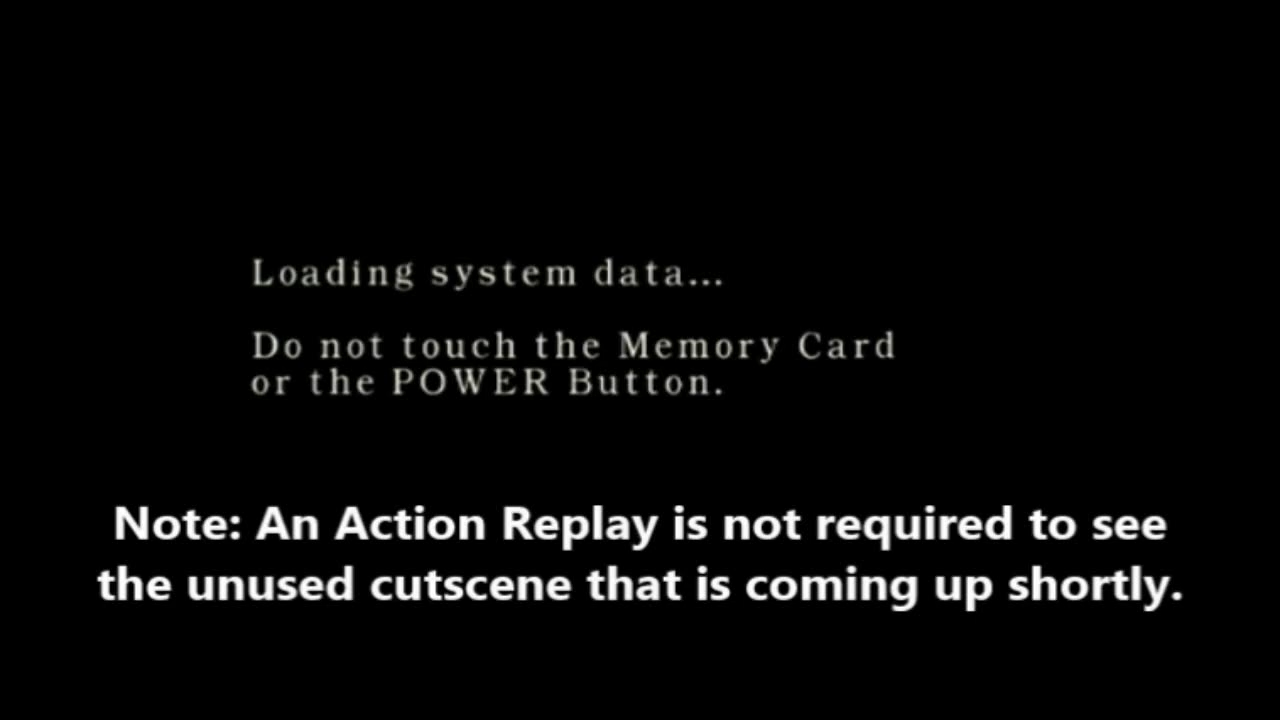 Loading system data...
Do not touch the Memory Card
or the POWER Button.
Note: An Action Replay is not required to see
the unused cutscene that is coming up shortly.